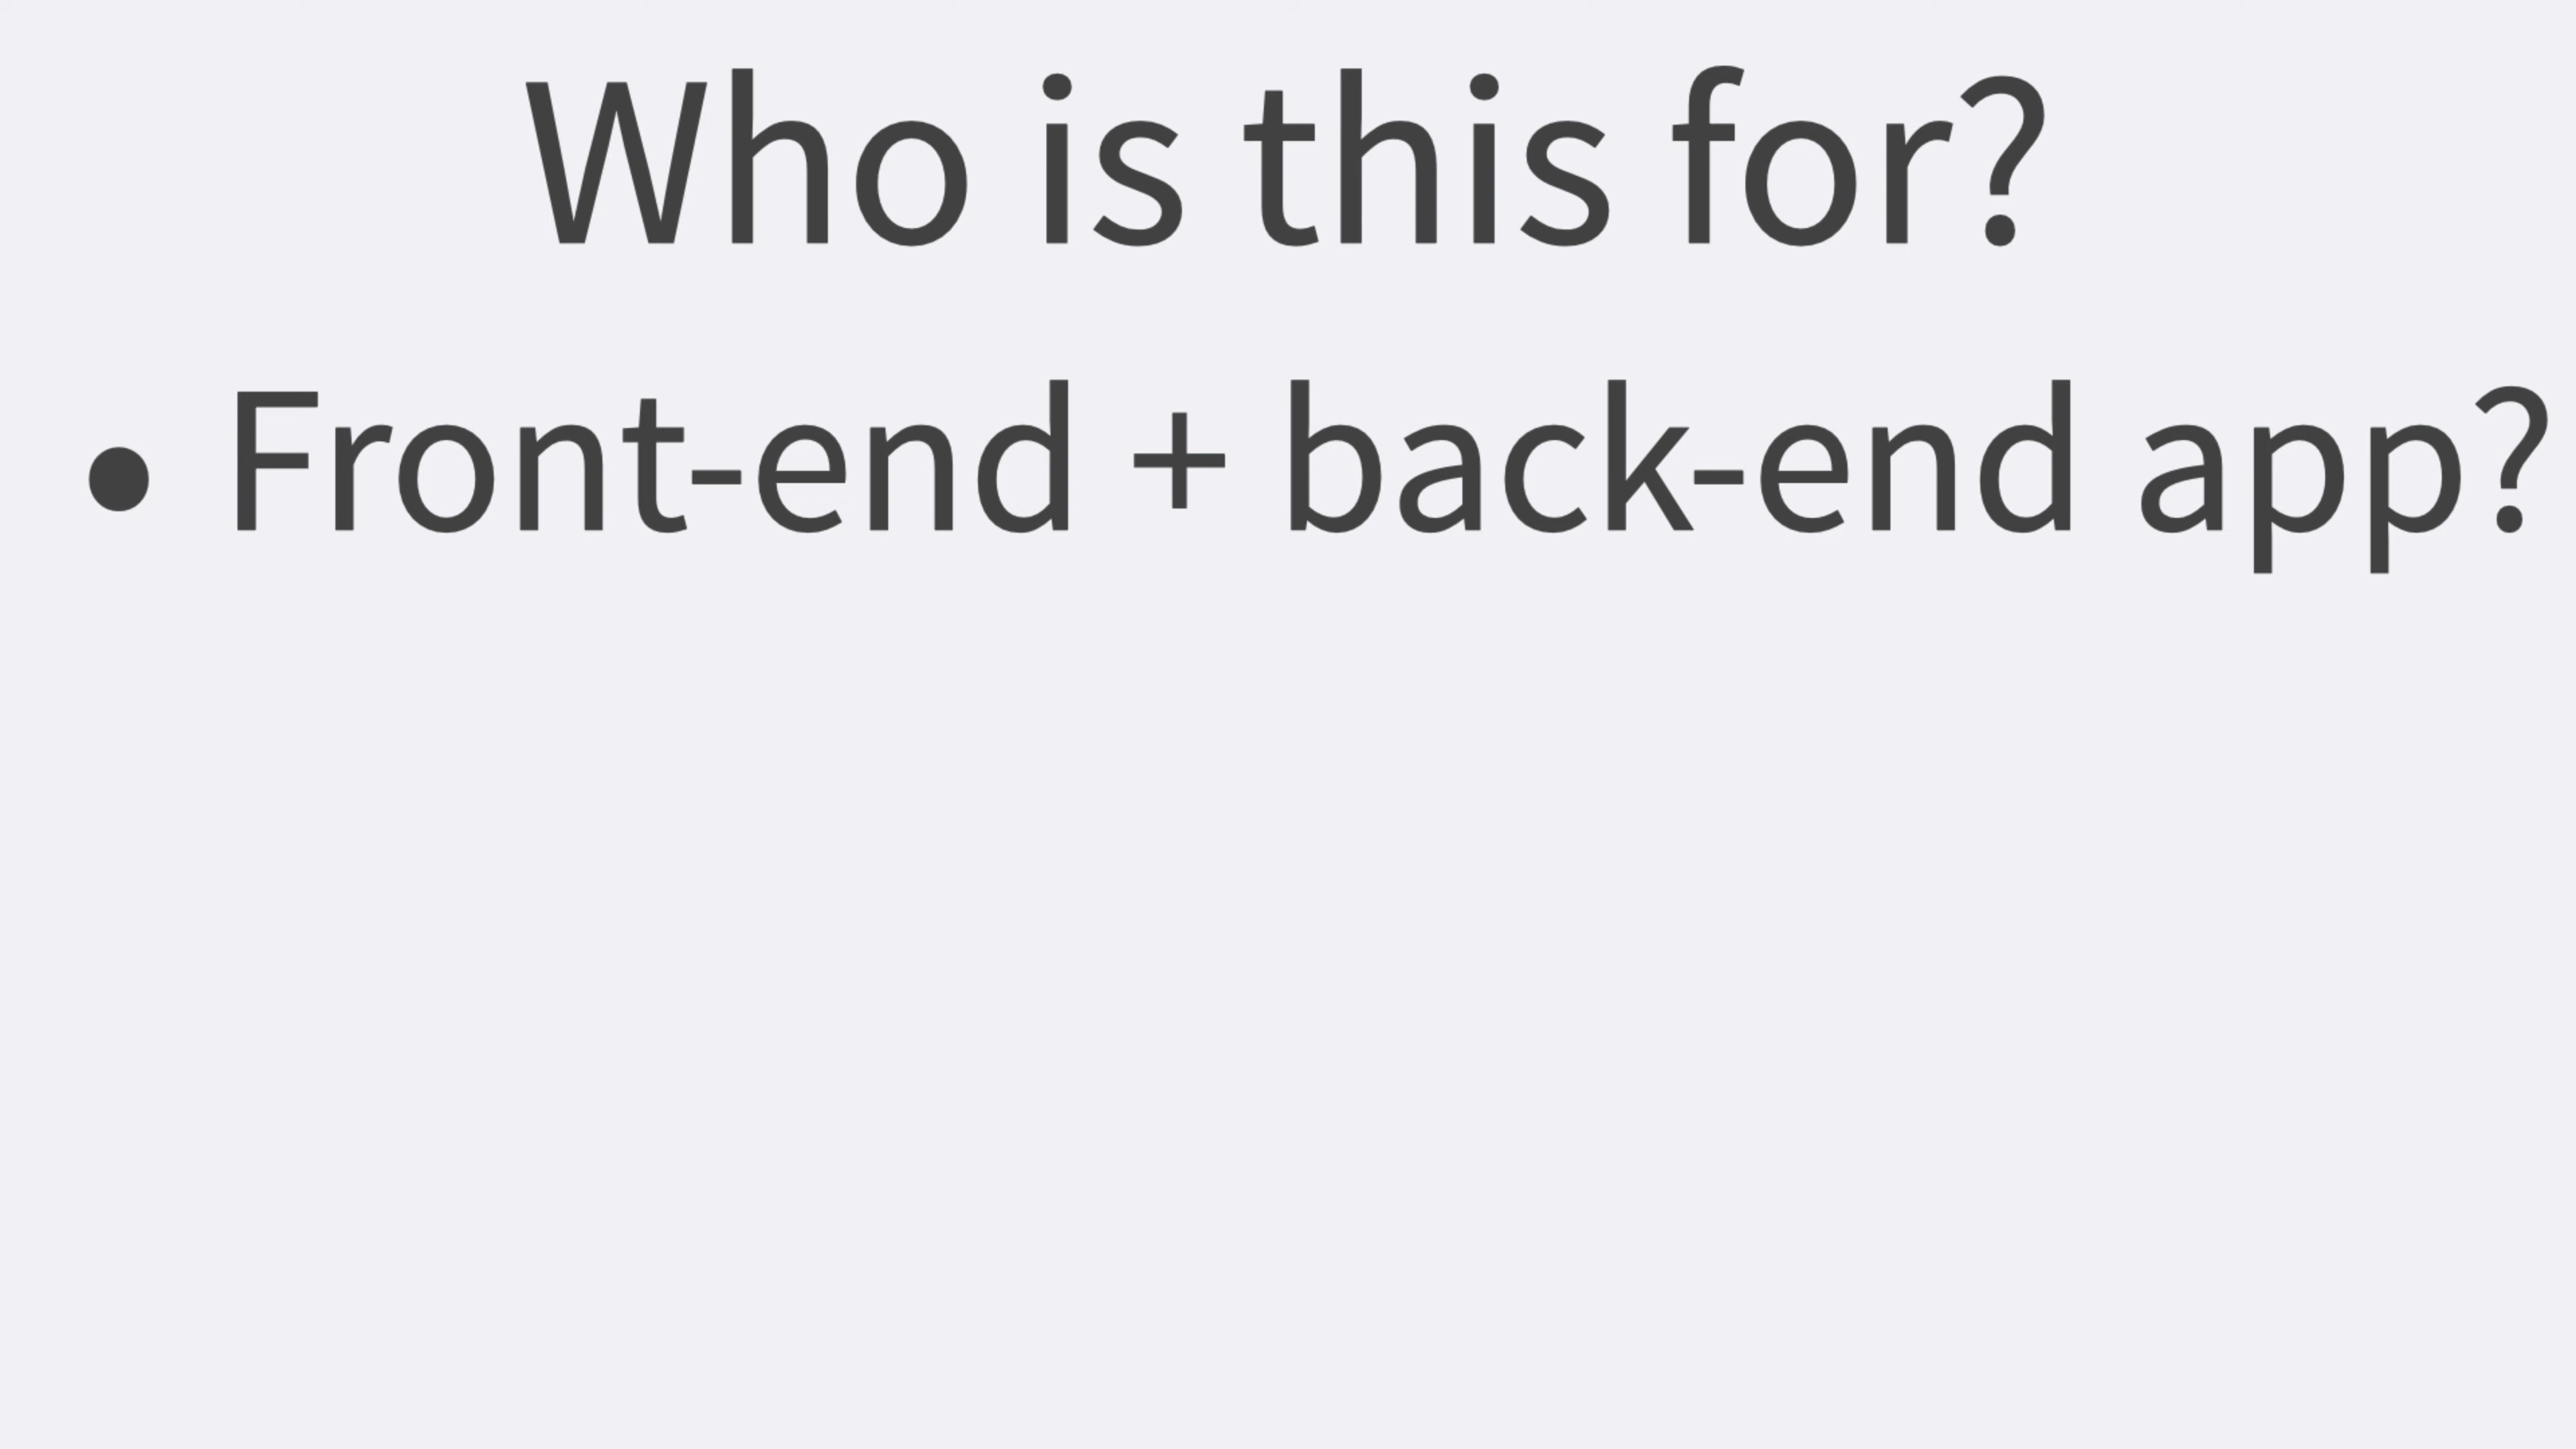 Who is this for?
• Front-end + back-end app?